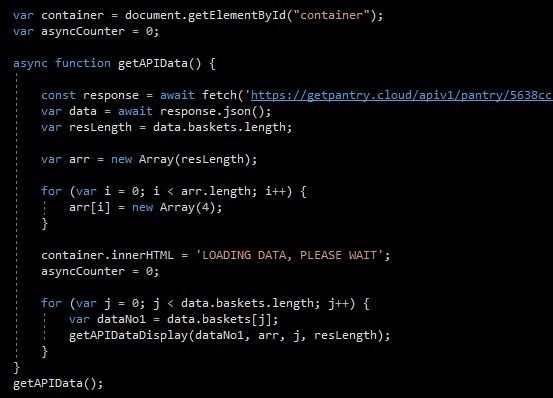 var container = document.getElementById("container");
var asyncCounter = 0;
async function getAPIData() {
const response = await fetch('https://getpantry.cloud/apiv1/pantry/5638cc
var data = await response.json();
var resLength = data.baskets.length;
var arr = new Array(resLength);
for (var i = 0; i < arr.length; i++) {
arr[i] = new Array(4);
}
container.innerHTML = 'LOADING DATA, PLEASE WAIT';
asyncCounter = 0;
for (var j = 0; j < data.baskets.length; j++) {
var dataNo1 = data.baskets[j];
getAPIDataDisplay(dataNo1, arr, j, resLength);
}
}
getAPIData();